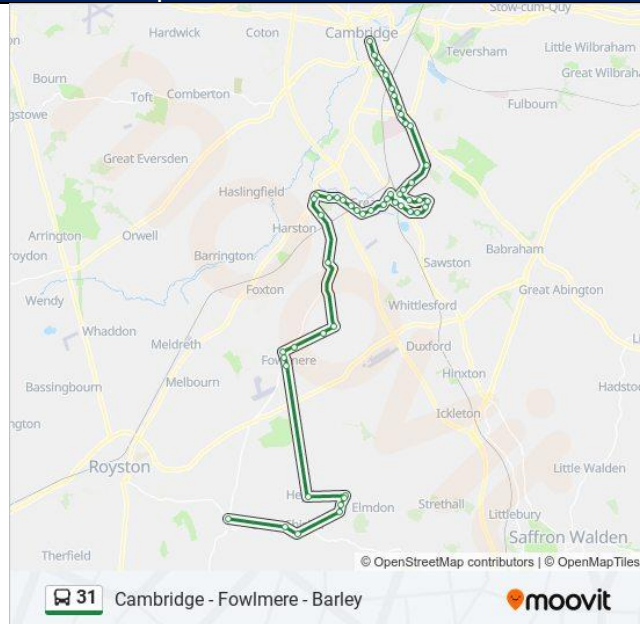 Stow-cum-Quy
Hardwick
Coton
Cambridge
Teversham
Little Wilbraham
Great Wilbraha
Bourn
Toft
Comberton
Fulbourn
gstowe
Great Eversden
Haslingfield
Arrington
Orwell
Harston
Barrington
Babraham
Sawston
roydon
Foxton
Great Abington
Wendy
Whittlesford
Whaddon
Meldreth
Duxford
Fowlmere
Hinxton
Bassingbourn
Melbourn
Hadsto
ngton
Ickleton
Royston
Little Walden
Elmdon
Strethall
Littlebury
Saffron Walden
Therfield
© OpenStreetMap contributors | © OpenMapTiles
31 Cambridge - Fowlmere - Barley
moovit